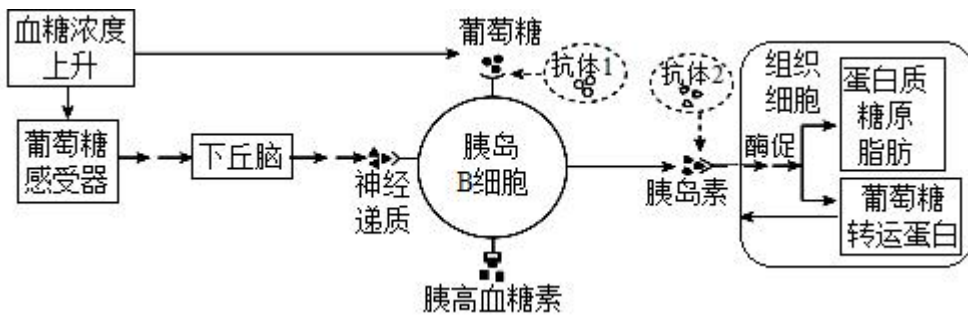 血糖浓度
上升
葡萄糖
感受器
下丘脑
神经
递质
葡萄糖
抗体1
胰岛
B细胞
胰高血糖素
抗体2
胰岛素
组织
细胞
酶促
蛋白质
糖原
脂肪
葡萄糖
转运蛋白